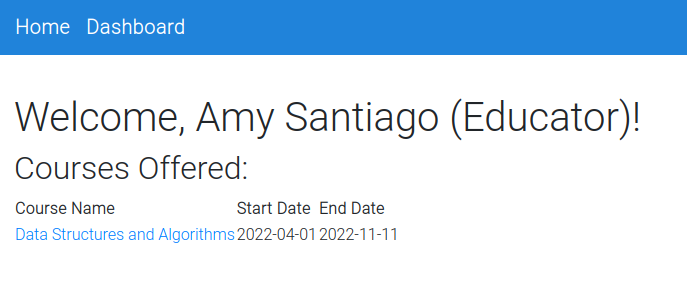 Home Dashboard
Welcome, Amy Santiago (Educator)!
Courses Offered:
Course Name Start Date End Date
Data Structures and Algorithms 2022-04-01 2022-11-11